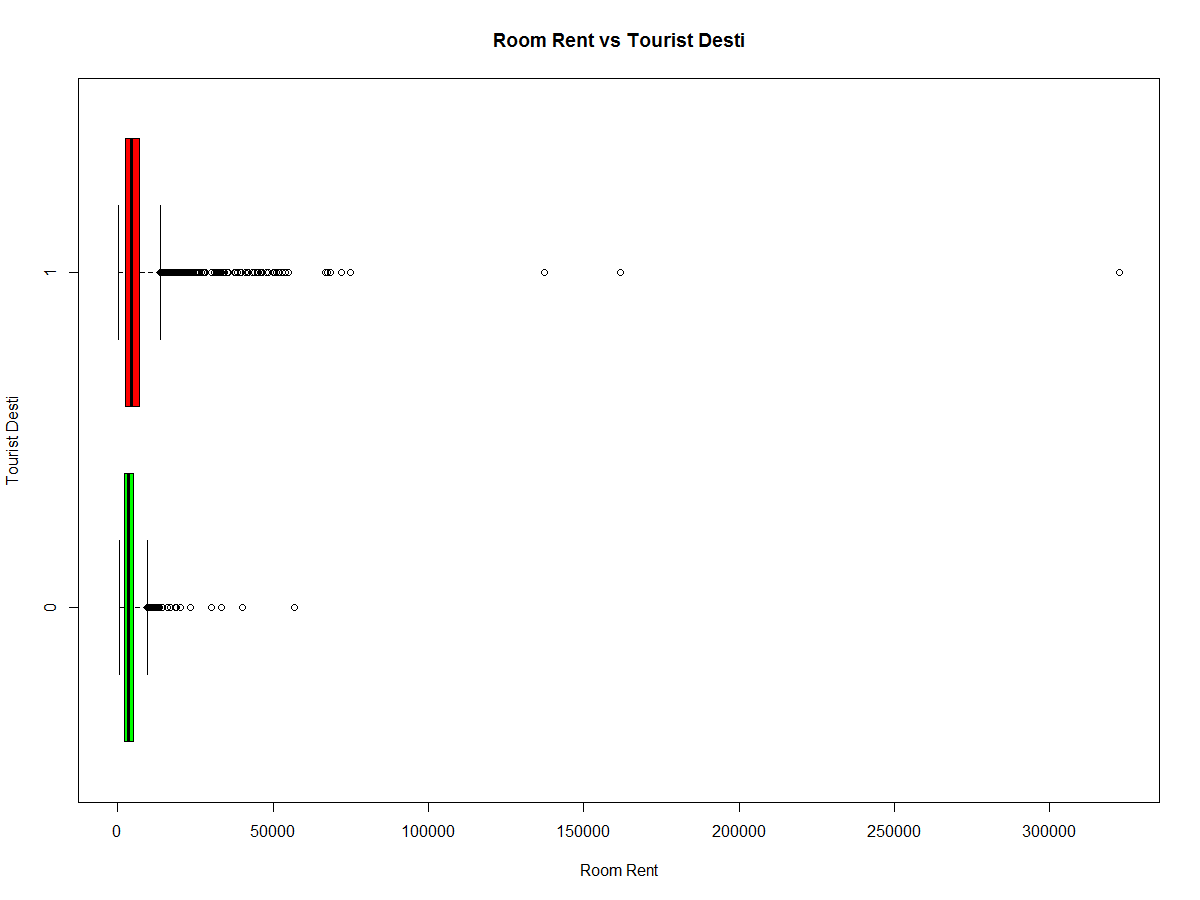 Room Rent vs Tourist Desti
1
0
Tourist Desti
0 50000 100000 150000 200000 250000 300000
Room Rent